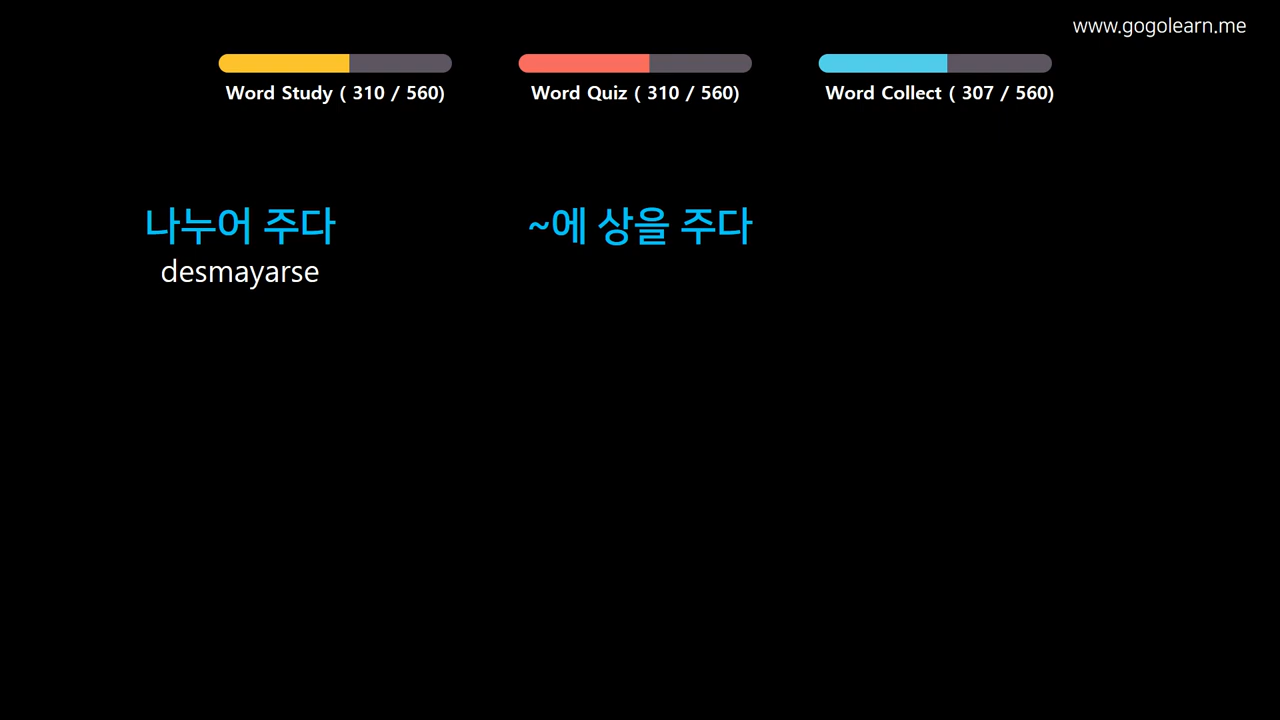 www.gogolearn.me
Word Study ( 310 / 560)
Word Quiz ( 310 / 560)
Word Collect ( 307 / 560)
나누어 주다
desmayarse
~에 상을 주다